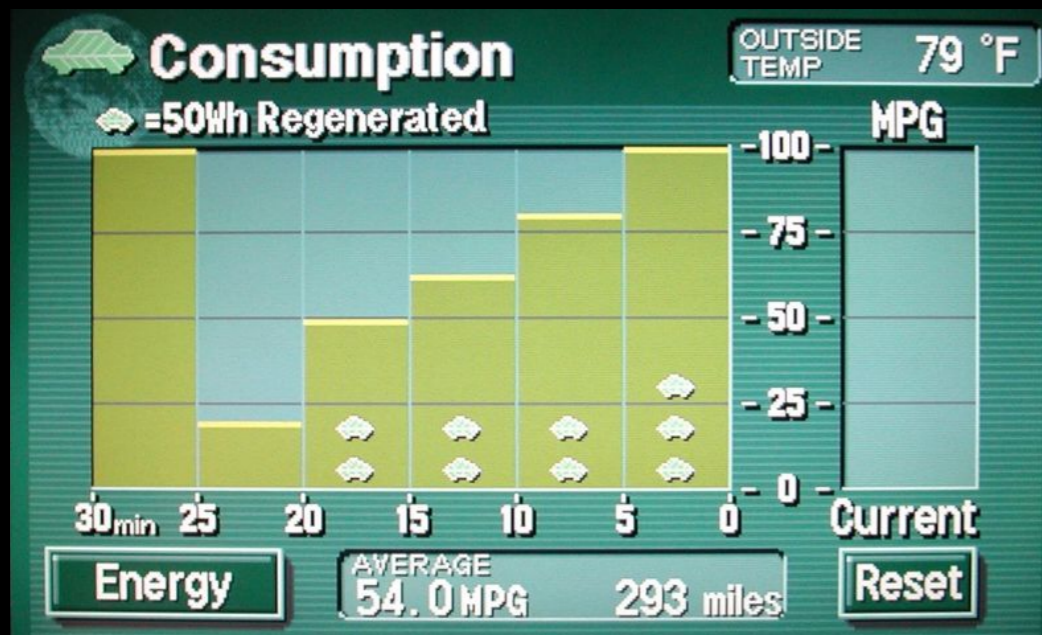 Consumption
OUTSIDE TEMP 79 °F
=50Wh Regenerated
MPG
100
75
50
25
0
30min 25 20 15 10 5 0
Current
Energy
AVERAGE
54.0 MPG 293 miles
Reset